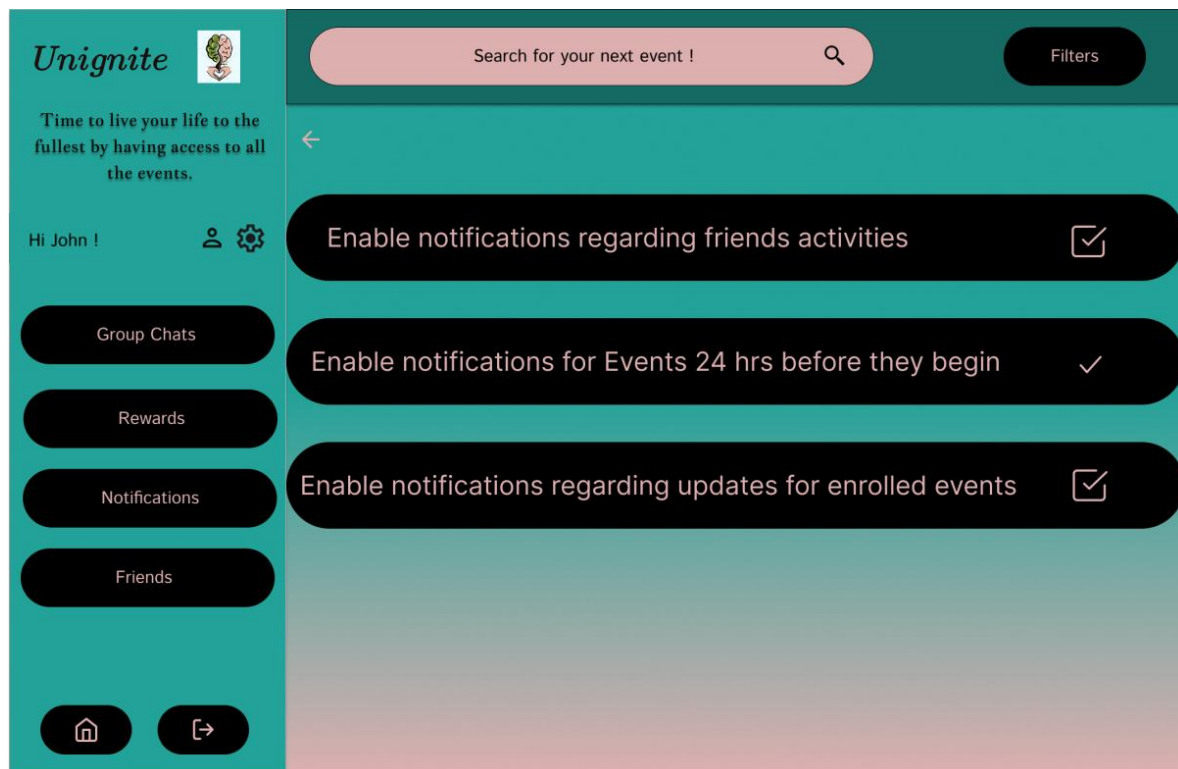 Unignite
Time to live your life to the
fullest by having access to all
the events.
Hi John !
Group Chats
Rewards
Notifications
Friends
Search for your next event !
Filters
Enable notifications regarding friends activities
Enable notifications for Events 24 hrs before they begin
Enable notifications regarding updates for enrolled events